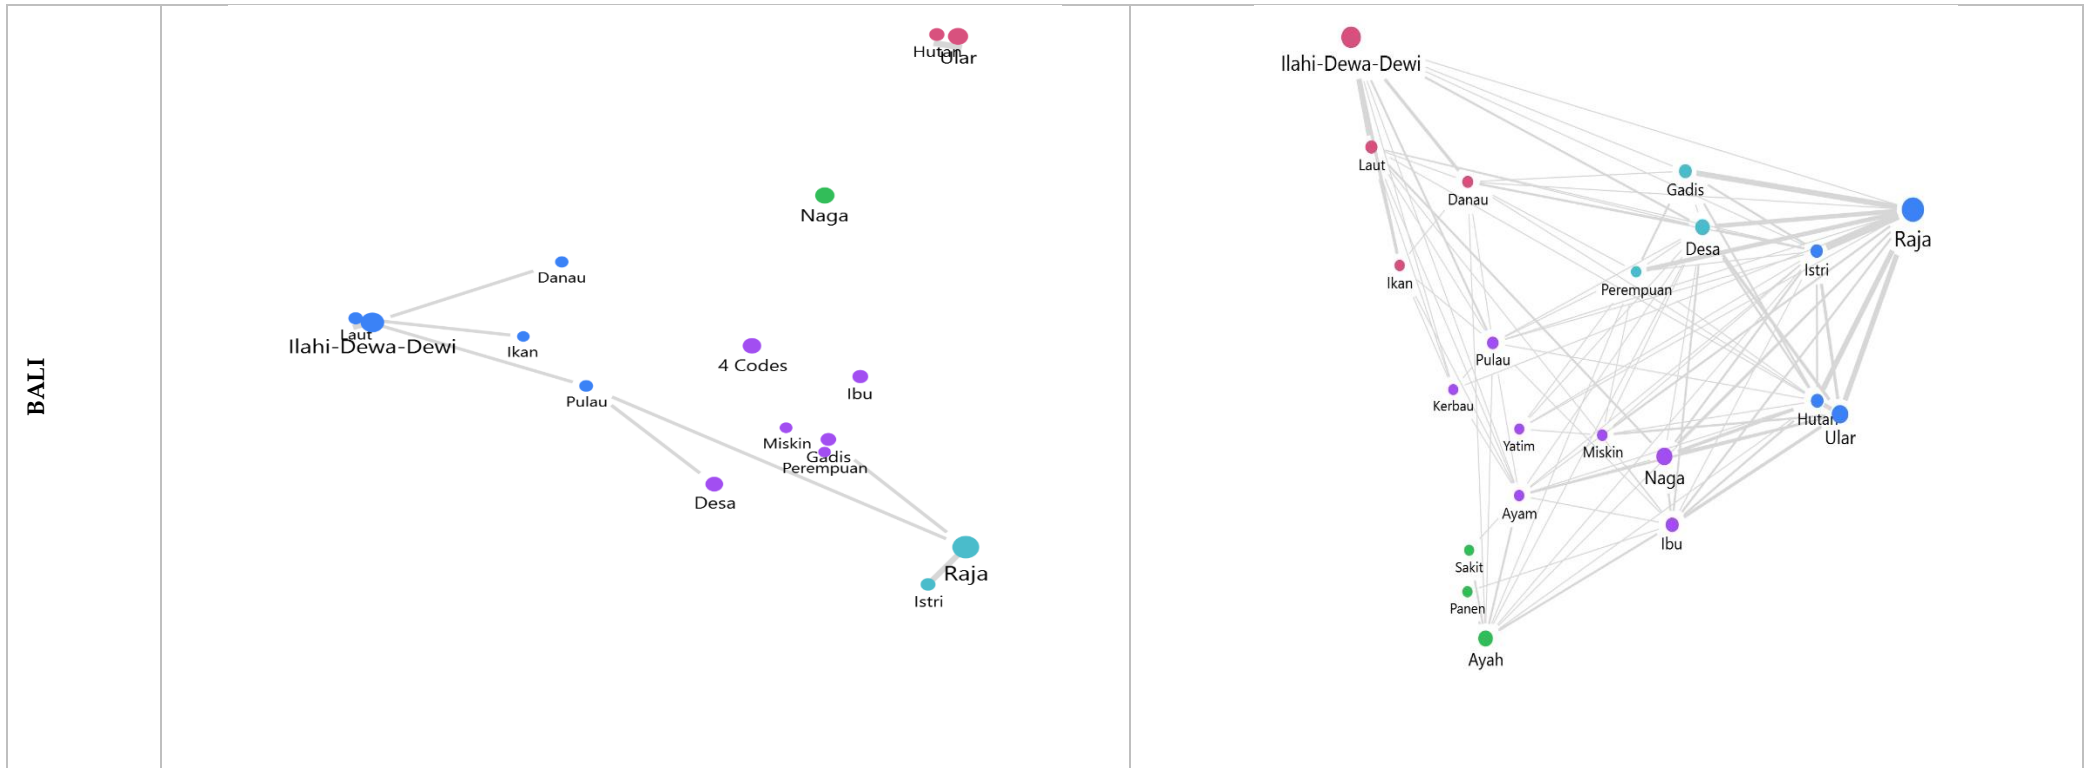 BALI
Hutan
Ular
Naga
Danau
Laut
Ilahi-Dewa-Dewi
Ikan
4 Codes
Ibu
Pulau
Miskin
Gadis
Perempuan
Desa
Raja
Istri
Ilahi-Dewa-Dewi
Laut
Danau
Gadis
Raja
Desa
Istri
Ikan
Perempuan
Pulau
Kerbau
Hutan
Ular
Yatim
Miskin
Naga
Ayam
Ibu
Sakit
Panen
Ayah